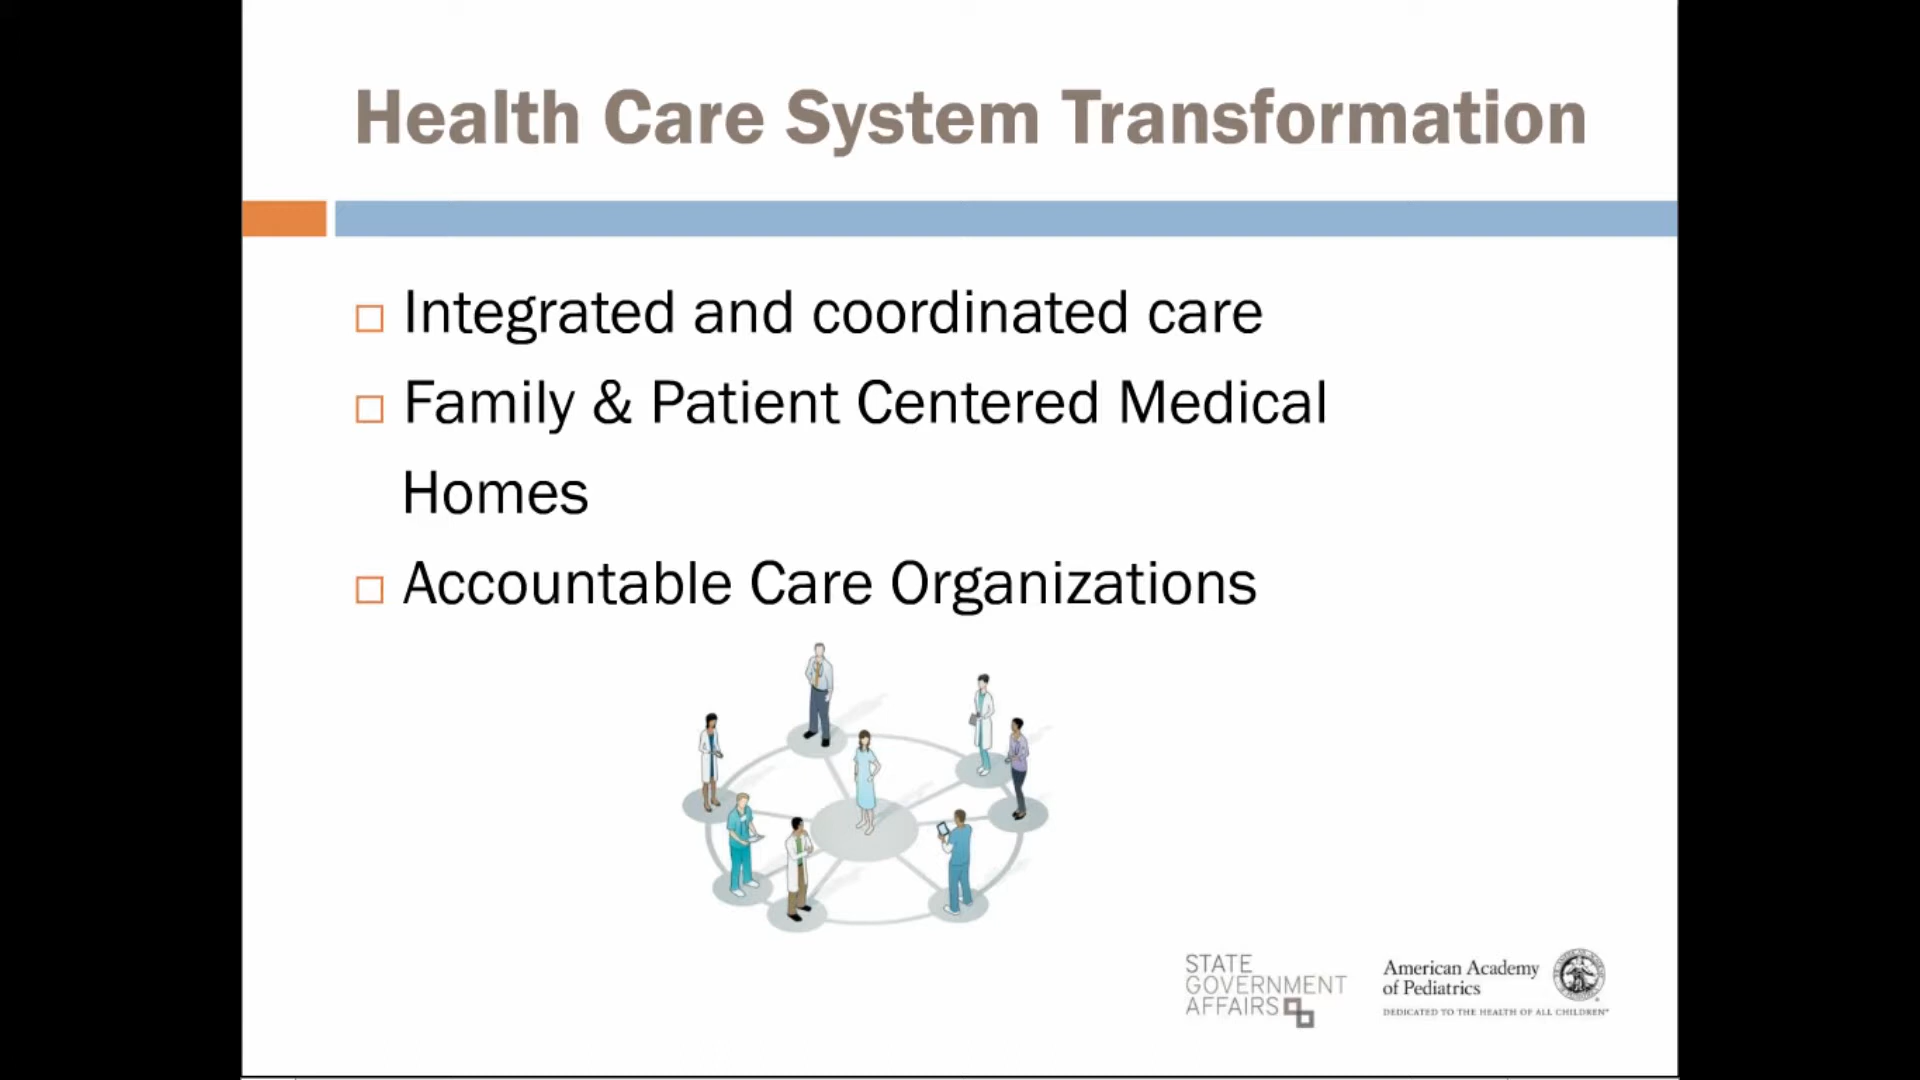 Health Care System Transformation
Integrated and coordinated care
Family & Patient Centered Medical
Homes
Accountable Care Organizations
STATE
GOVERNMENT
AFFAIRS
American Academy
of Pediatrics
DEDICATED TO THE HEALTH OF ALL CHILDREN®